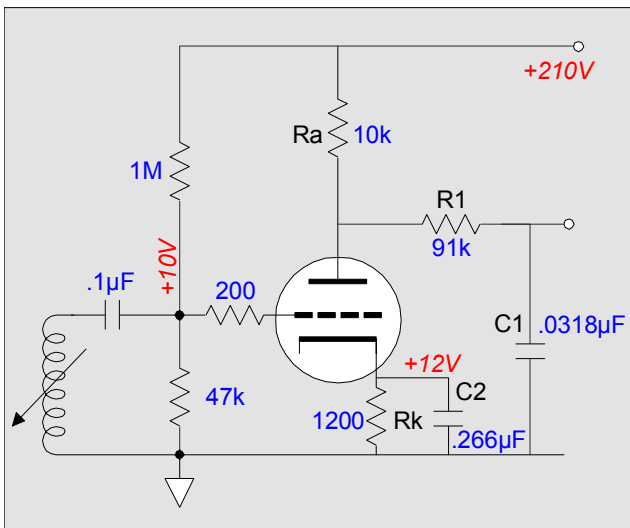 +210V
Ra
10k
1M
R1
91k
+10V
.1µF
200
C1
.0318µF
+12V
C2
47k
1200
Rk
.266µF